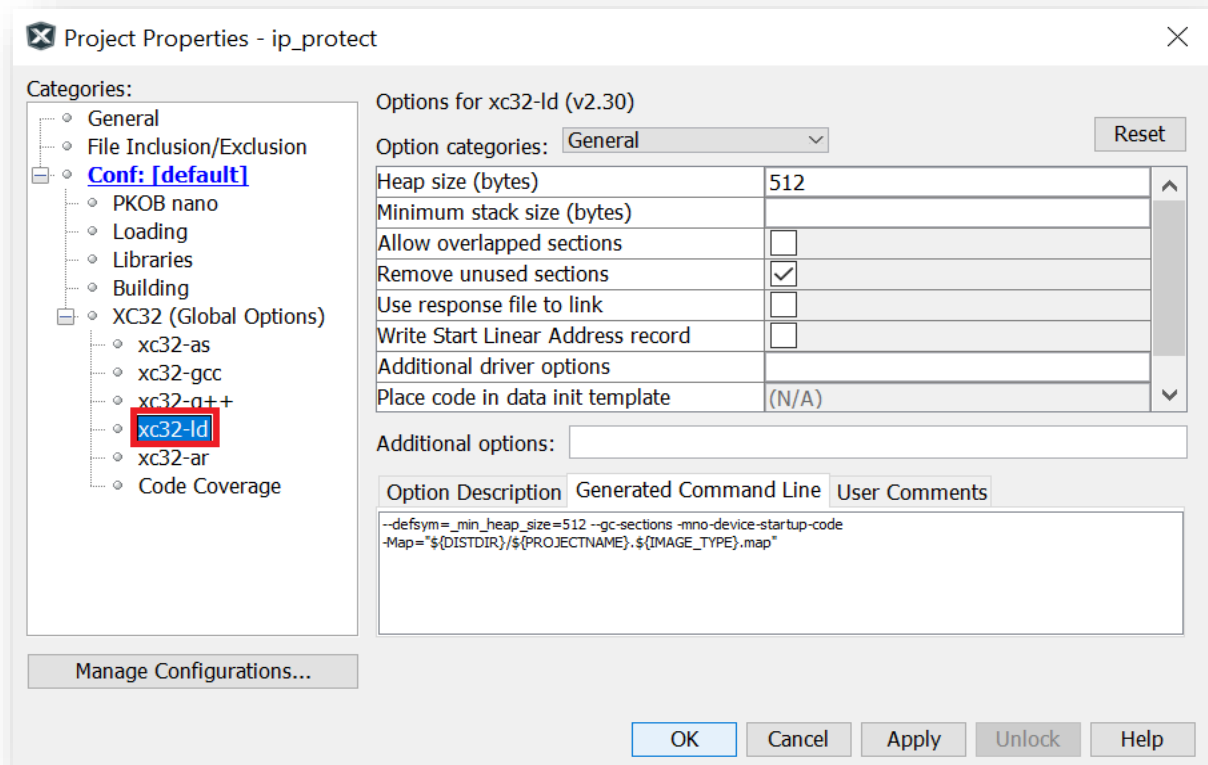 Project Properties - ip_protect
Categories:
General
File Inclusion/Exclusion
Conf: [default]
PKOB nano
Loading
Libraries
Building
XC32 (Global Options)
xc32-as
xc32-gcc
xc32-g++
xc32-ld
xc32-ar
Code Coverage
Manage Configurations...
Options for xc32-ld (v2.30)
Option categories: General
Reset
Heap size (bytes) 512
Minimum stack size (bytes)
Allow overlapped sections
Remove unused sections
Use response file to link
Write Start Linear Address record
Additional driver options
Place code in data init template (N/A)
Additional options:
Option Description Generated Command Line User Comments
--defsym=_min_heap_size=512 --gc-sections -mno-device-startup-code
-Map="${DISTDIR}/${PROJECTNAME}.${IMAGE_TYPE}.map"
OK Cancel Apply Unlock Help